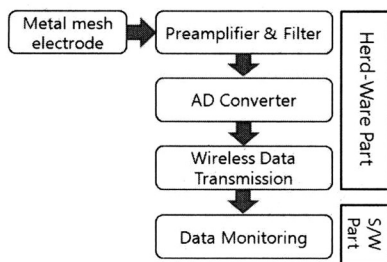 Metal mesh
electrode
Preamplifier & Filter
AD Converter
Wireless Data
Transmission
Data Monitoring
Herd-Ware Part
S/W
Part